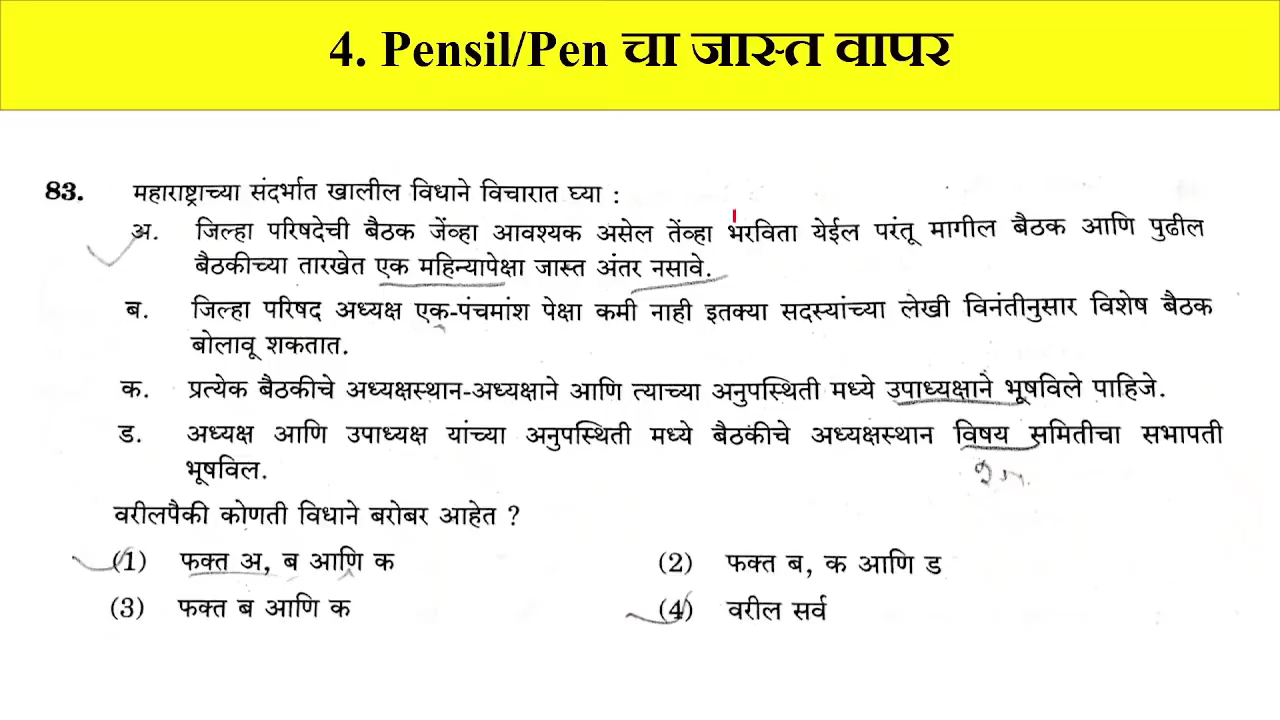 4. Pensil/Pen चा जास्त वापर
83. महाराष्ट्राच्या संदर्भात खालील विधाने विचारात घ्या :
अ. जिल्हा परिषदेची बैठक जेंव्हा आवश्यक असेल तेंव्हा भरविता येईल परंतू मागील बैठक आणि पुढील
बैठकीच्या तारखेत एक महिन्यापेक्षा जास्त अंतर नसावे.
ब. जिल्हा परिषद अध्यक्ष एक-पंचमांश पेक्षा कमी नाही इतक्या सदस्यांच्या लेखी विनंतीनुसार विशेष बैठक
बोलावू शकतात.
क. प्रत्येक बैठकीचे अध्यक्षस्थान-अध्यक्षाने आणि त्याच्या अनुपस्थिती मध्ये उपाध्यक्षाने भूषविले पाहिजे.
ड. अध्यक्ष आणि उपाध्यक्ष यांच्या अनुपस्थिती मध्ये बैठकीचे अध्यक्षस्थान विषय समितीचा सभापती
भूषविल.
वरीलपैकी कोणती विधाने बरोबर आहेत ?
(1) फक्त अ, ब आणि क (2) फक्त ब, क आणि ड
(3) फक्त ब आणि क (4) वरील सर्व